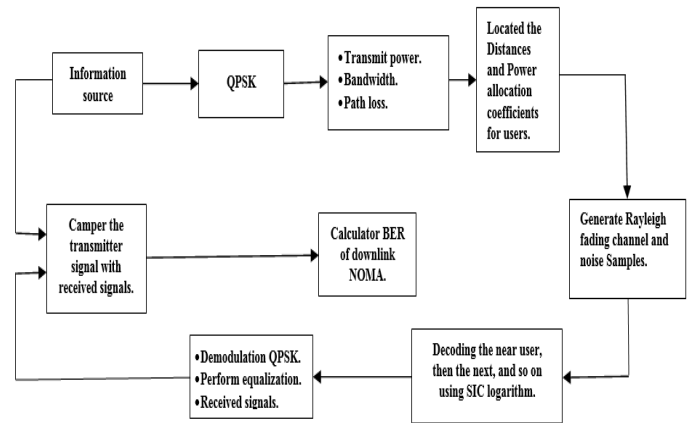 Information
source
QPSK
•Transmit power.
•Bandwidth.
•Path loss.
Located the
Distances
and Power
allocation
coefficients
for users.
Generate Rayleigh
fading channel and
noise Samples.
Decoding the near user,
then the next, and so on
using SIC logarithm.
•Demodulation QPSK.
•Perform equalization.
•Received signals.
Camper the
transmitter
signal with
received signals.
Calculator BER
of downlink
NOMA.